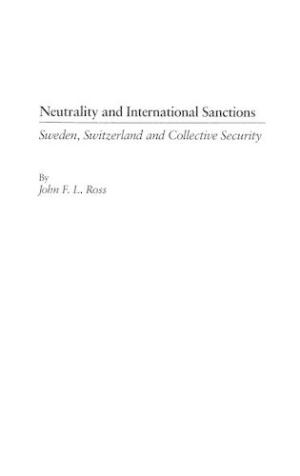 Neutrality and International Sanctions
Sweden, Switzerland and Collective Security
By
John F. L. Ross